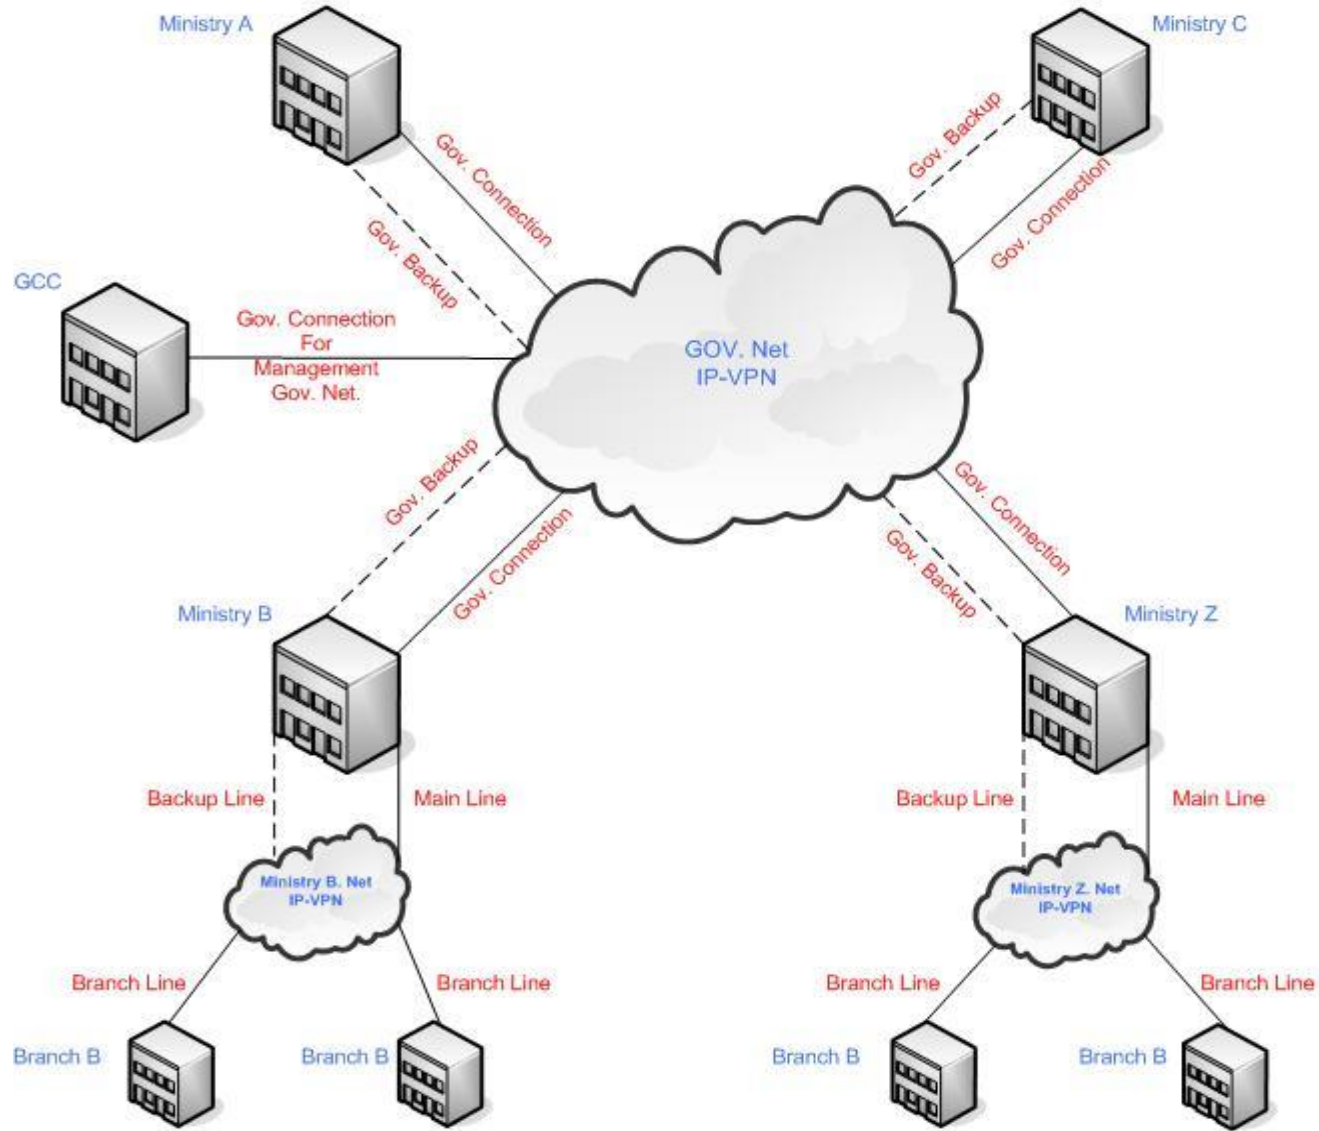 Ministry A
Ministry C
Gov. Connection
Gov. Backup
Gov. Backup
Gov. Connection
GCC
Gov. Connection
For
Management
Gov. Net.
GOV. Net
IP-VPN
Gov. Backup
Gov. Connection
Gov. Connection
Gov. Backup
Ministry B
Ministry Z
Backup Line
Main Line
Backup Line
Main Line
Ministry B. Net
IP-VPN
Ministry Z. Net
IP-VPN
Branch Line
Branch Line
Branch Line
Branch Line
Branch B
Branch B
Branch B
Branch B